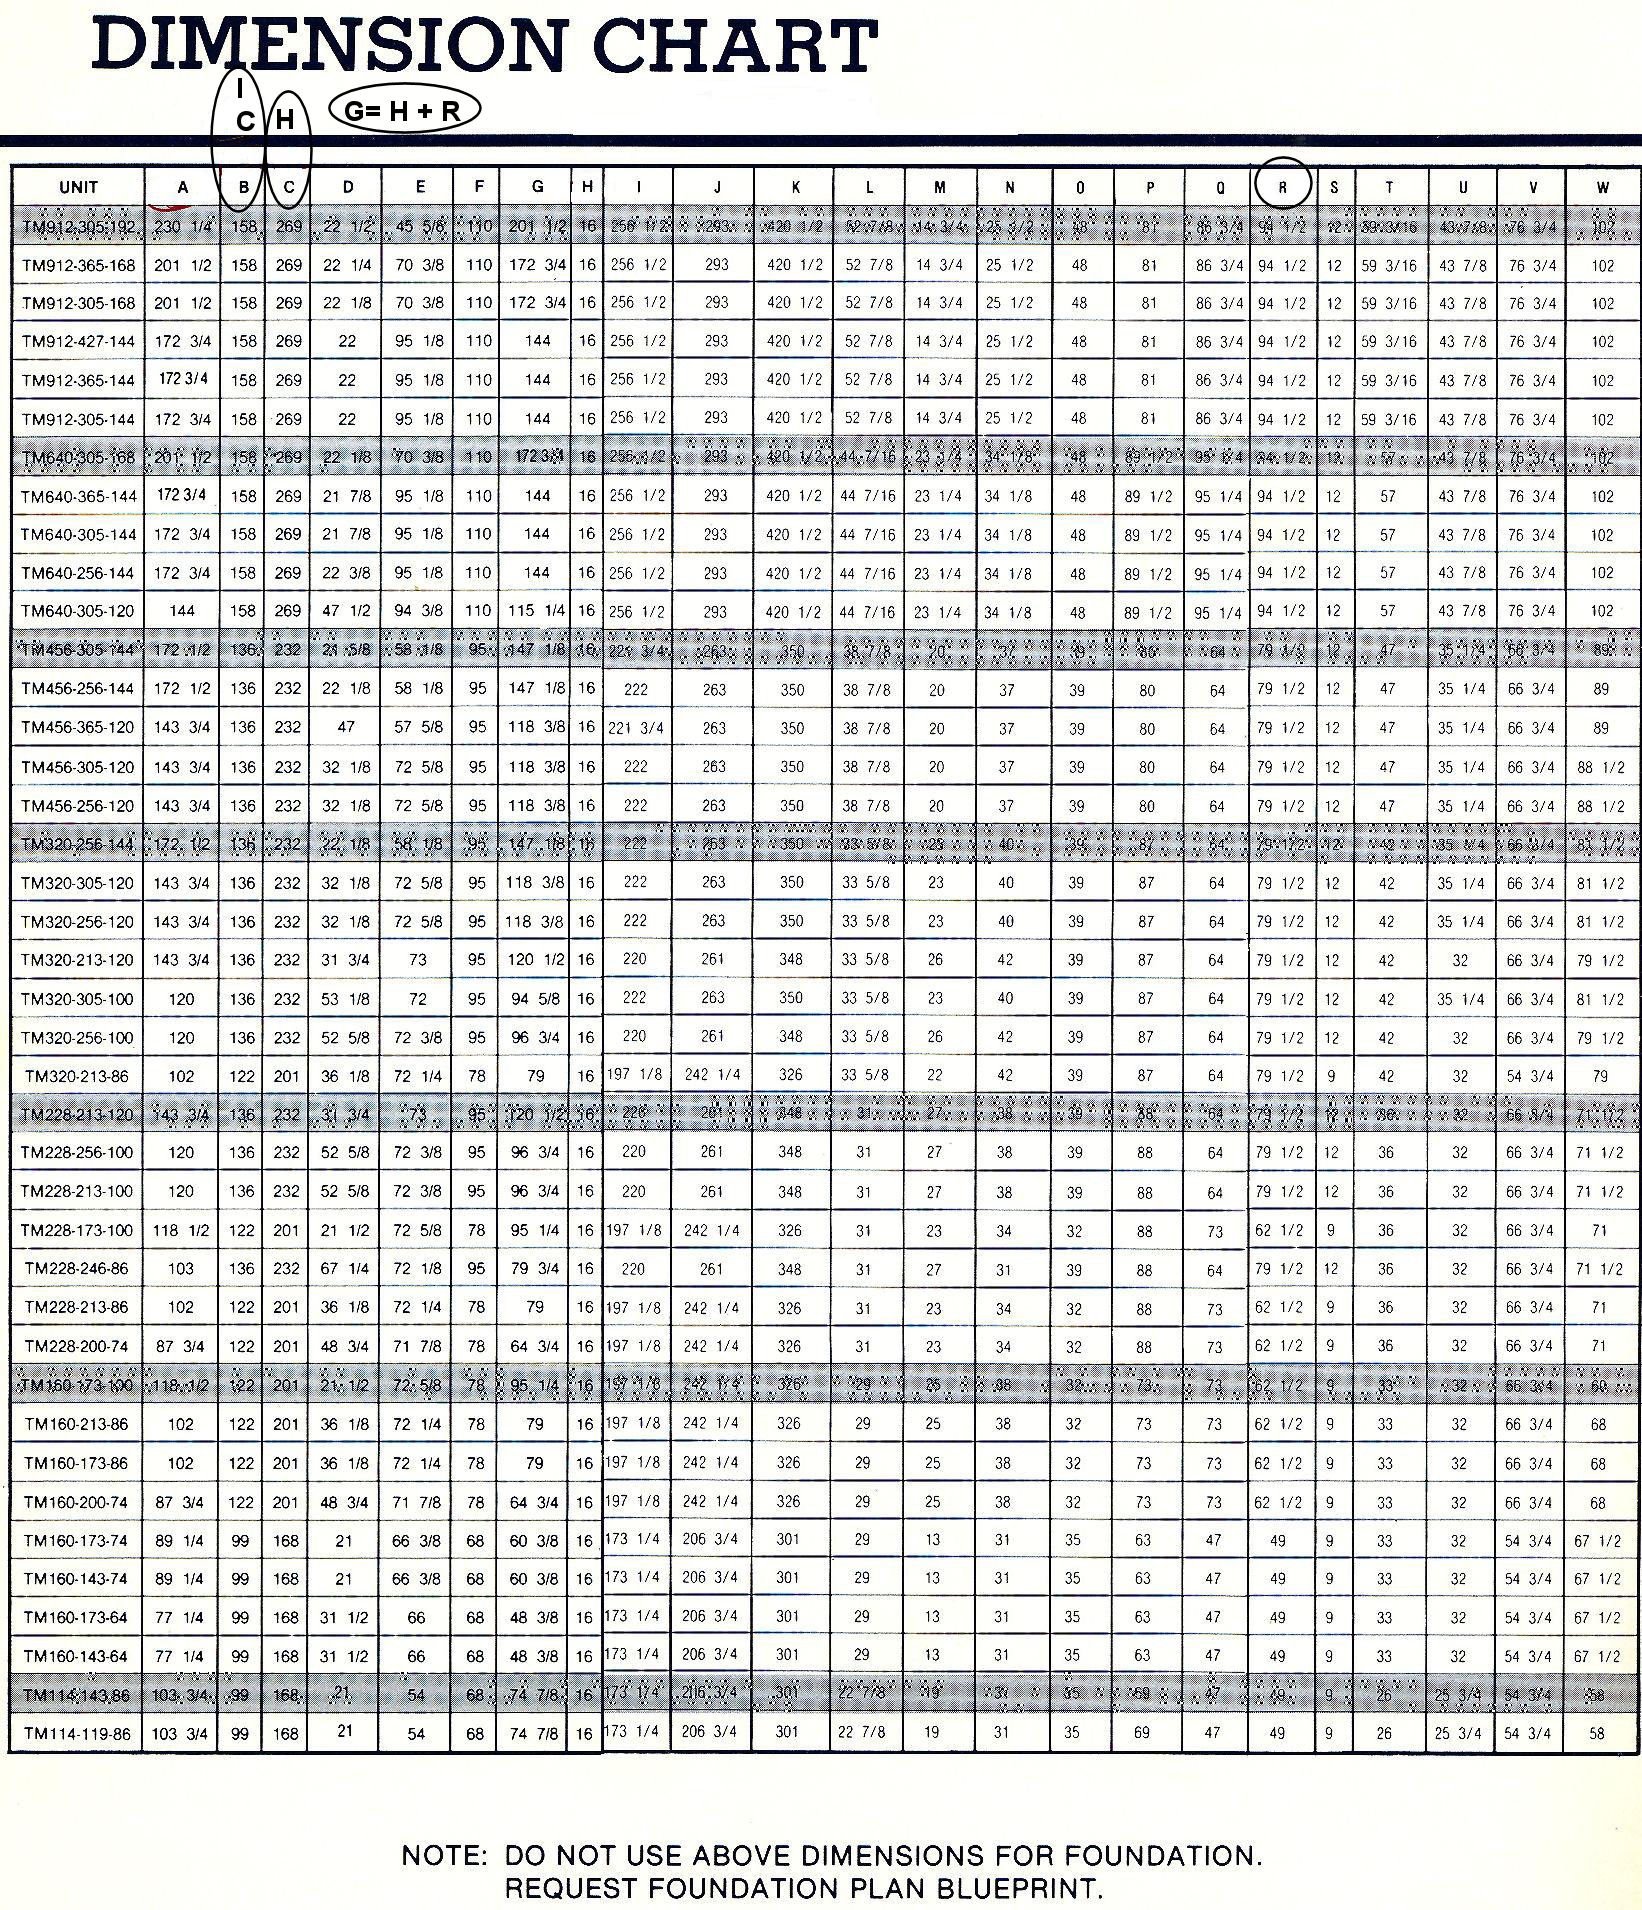 DIMENSION CHART
I
C H G= H + R
UNIT A B C D E F G H I J K L M N O P Q R S T U V W
TM912-305-192 230 1/4 158 269 22 1/2 45 5/8 110 201 1/2 16 256 1/2 293 420 1/2 52 7/8 14 3/4 25 1/2 48 81 86 3/4 94 1/2 12 59 3/16 43 7/8 76 3/4 102
TM912-365-168 201 1/2 158 269 22 1/4 70 3/8 110 172 3/4 16 256 1/2 293 420 1/2 52 7/8 14 3/4 25 1/2 48 81 86 3/4 94 1/2 12 59 3/16 43 7/8 76 3/4 102
TM912-305-168 201 1/2 158 269 22 1/8 70 3/8 110 172 3/4 16 256 1/2 293 420 1/2 52 7/8 14 3/4 25 1/2 48 81 86 3/4 94 1/2 12 59 3/16 43 7/8 76 3/4 102
TM912-427-144 172 3/4 158 269 22 95 1/8 110 144 16 256 1/2 293 420 1/2 52 7/8 14 3/4 25 1/2 48 81 86 3/4 94 1/2 12 59 3/16 43 7/8 76 3/4 102
TM912-365-144 172 3/4 158 269 22 95 1/8 110 144 16 256 1/2 293 420 1/2 52 7/8 14 3/4 25 1/2 48 81 86 3/4 94 1/2 12 59 3/16 43 7/8 76 3/4 102
TM912-305-144 172 3/4 158 269 22 95 1/8 110 144 16 256 1/2 293 420 1/2 52 7/8 14 3/4 25 1/2 48 81 86 3/4 94 1/2 12 59 3/16 43 7/8 76 3/4 102
TM640-305-168 201 1/2 158 269 22 1/8 70 3/8 110 172 3/4 16 256 1/2 293 420 1/2 44 7/16 23 1/4 34 1/8 48 89 1/2 95 1/4 94 1/2 12 57 43 7/8 76 3/4 102
TM640-365-144 172 3/4 158 269 21 7/8 95 1/8 110 144 16 256 1/2 293 420 1/2 44 7/16 23 1/4 34 1/8 48 89 1/2 95 1/4 94 1/2 12 57 43 7/8 76 3/4 102
TM640-305-144 172 3/4 158 269 21 7/8 95 1/8 110 144 16 256 1/2 293 420 1/2 44 7/16 23 1/4 34 1/8 48 89 1/2 95 1/4 94 1/2 12 57 43 7/8 76 3/4 102
TM640-256-144 172 3/4 158 269 22 3/8 95 1/8 110 144 16 256 1/2 293 420 1/2 44 7/16 23 1/4 34 1/8 48 89 1/2 95 1/4 94 1/2 12 57 43 7/8 76 3/4 102
TM640-305-120 144 158 269 47 1/2 94 3/8 110 115 1/4 16 256 1/2 293 420 1/2 44 7/16 23 1/4 34 1/8 48 89 1/2 95 1/4 94 1/2 12 57 43 7/8 76 3/4 102
TM456-305-144 172 1/2 136 232 21 5/8 58 1/8 95 147 1/8 16 221 3/4 263 350 38 7/8 20 37 39 80 64 79 1/2 12 47 35 1/4 66 3/4 89
TM456-256-144 172 1/2 136 232 22 1/8 58 1/8 95 147 1/8 16 222 263 350 38 7/8 20 37 39 80 64 79 1/2 12 47 35 1/4 66 3/4 89
TM456-365-120 143 3/4 136 232 47 57 5/8 95 118 3/8 16 221 3/4 263 350 38 7/8 20 37 39 80 64 79 1/2 12 47 35 1/4 66 3/4 89
TM456-305-120 143 3/4 136 232 32 1/8 72 5/8 95 118 3/8 16 222 263 350 38 7/8 20 37 39 80 64 79 1/2 12 47 35 1/4 66 3/4 88 1/2
TM456-256-120 143 3/4 136 232 32 1/8 72 5/8 95 118 3/8 16 222 263 350 38 7/8 20 37 39 80 64 79 1/2 12 47 35 1/4 66 3/4 88 1/2
TM320-256-144 172 1/2 136 232 22 1/8 58 1/8 95 147 1/8 16 222 263 350 33 5/8 23 40 39 87 64 79 1/2 12 42 35 1/4 66 3/4 81 1/2
TM320-305-120 143 3/4 136 232 32 1/8 72 5/8 95 118 3/8 16 222 263 350 33 5/8 23 40 39 87 64 79 1/2 12 42 35 1/4 66 3/4 81 1/2
TM320-256-120 143 3/4 136 232 32 1/8 72 5/8 95 118 3/8 16 222 263 350 33 5/8 23 40 39 87 64 79 1/2 12 42 35 1/4 66 3/4 81 1/2
TM320-213-120 143 3/4 136 232 31 3/4 73 95 120 1/2 16 220 261 348 33 5/8 26 42 39 87 64 79 1/2 12 42 32 66 3/4 79 1/2
TM320-305-100 120 136 232 53 1/8 72 95 94 5/8 16 222 263 350 33 5/8 23 40 39 87 64 79 1/2 12 42 35 1/4 66 3/4 81 1/2
TM320-256-100 120 136 232 52 5/8 72 3/8 95 96 3/4 16 220 261 348 33 5/8 26 42 39 87 64 79 1/2 12 42 32 66 3/4 79 1/2
TM320-213-86 102 122 201 36 1/8 72 1/4 78 79 16 197 1/8 242 1/4 326 33 5/8 22 42 39 87 64 79 1/2 9 42 32 54 3/4 79
TM228-213-120 143 3/4 136 232 31 3/4 73 95 120 1/2 16 220 261 348 31 27 38 39 88 64 79 1/2 12 36 32 66 3/4 71 1/2
TM228-256-100 120 136 232 52 5/8 72 3/8 95 96 3/4 16 220 261 348 31 27 38 39 88 64 79 1/2 12 36 32 66 3/4 71 1/2
TM228-213-100 120 136 232 52 5/8 72 3/8 95 96 3/4 16 220 261 348 31 27 38 39 88 64 79 1/2 12 36 32 66 3/4 71 1/2
TM228-173-100 118 1/2 122 201 21 1/2 72 5/8 78 95 1/4 16 197 1/8 242 1/4 326 31 23 34 32 88 73 62 1/2 9 36 32 66 3/4 71
TM228-246-86 103 136 232 67 1/4 72 1/8 95 79 3/4 16 220 261 348 31 27 31 39 88 64 79 1/2 12 36 32 66 3/4 71 1/2
TM228-213-86 102 122 201 36 1/8 72 1/4 78 79 16 197 1/8 242 1/4 326 31 23 34 32 88 73 62 1/2 9 36 32 66 3/4 71
TM228-200-74 87 3/4 122 201 48 3/4 71 7/8 78 64 3/4 16 197 1/8 242 1/4 326 31 23 34 32 88 73 62 1/2 9 36 32 66 3/4 71
TM160-173-100 118 1/2 122 201 21 1/2 72 5/8 78 95 1/4 16 197 1/8 242 1/4 326 29 25 38 32 73 73 62 1/2 9 33 32 66 3/4
TM160-213-86 102 122 201 36 1/8 72 1/4 78 79 16 197 1/8 242 1/4 326 29 25 38 32 73 73 62 1/2 9 33 32 66 3/4 68
TM160-173-86 102 122 201 36 1/8 72 1/4 78 79 16 197 1/8 242 1/4 326 29 25 38 32 73 73 62 1/2 9 33 32 66 3/4 68
TM160-200-74 87 3/4 122 201 48 3/4 71 7/8 78 64 3/4 16 197 1/8 242 1/4 326 29 25 38 32 73 73 62 1/2 9 33 32 66 3/4 68
TM160-173-74 89 1/4 99 168 21 66 3/8 68 60 3/8 16 173 1/4 206 3/4 301 29 13 31 35 63 47 49 9 33 32 54 3/4 67 1/2
TM160-143-74 89 1/4 99 168 21 66 3/8 68 60 3/8 16 173 1/4 206 3/4 301 29 13 31 35 63 47 49 9 33 32 54 3/4 67 1/2
TM160-173-64 77 1/4 99 168 31 1/2 66 68 48 3/8 16 173 1/4 206 3/4 301 29 13 31 35 63 47 49 9 33 32 54 3/4 67 1/2
TM160-143-64 77 1/4 99 168 31 1/2 66 68 48 3/8 16 173 1/4 206 3/4 301 29 13 31 35 63 47 49 9 33 32 54 3/4 67 1/2
TM114-143-86 103 3/4 99 168 21 54 68 74 7/8 16 173 1/4 206 3/4 301 22 7/8 19 31 35 69 47 49 9 26 25 3/4 54 3/4 58
TM114-119-86 103 3/4 99 168 21 54 68 74 7/8 16 173 1/4 206 3/4 301 22 7/8 19 31 35 69 47 49 9 26 25 3/4 54 3/4 58
NOTE: DO NOT USE ABOVE DIMENSIONS FOR FOUNDATION.
REQUEST FOUNDATION PLAN BLUEPRINT.